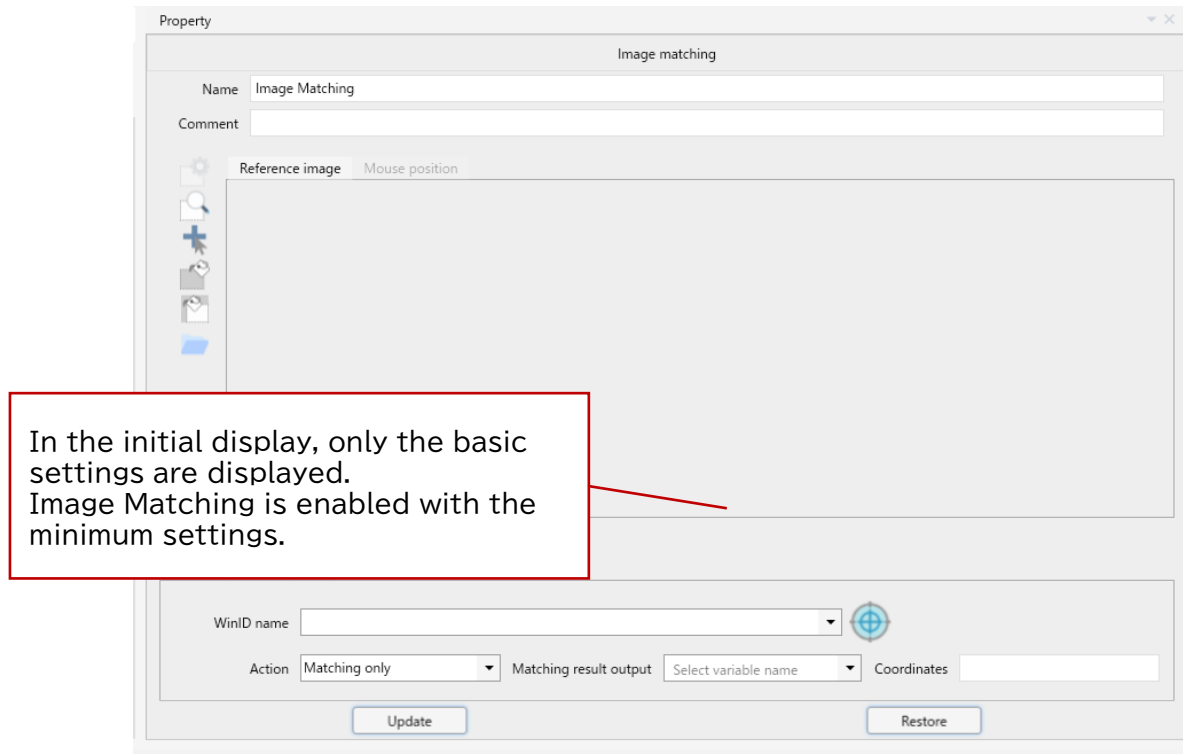 Property
Image matching
Name Image Matching
Comment
Reference image Mouse position
In the initial display, only the basic
settings are displayed.
Image Matching is enabled with the
minimum settings.
WinID name
Action Matching only Matching result output Select variable name Coordinates
Update Restore